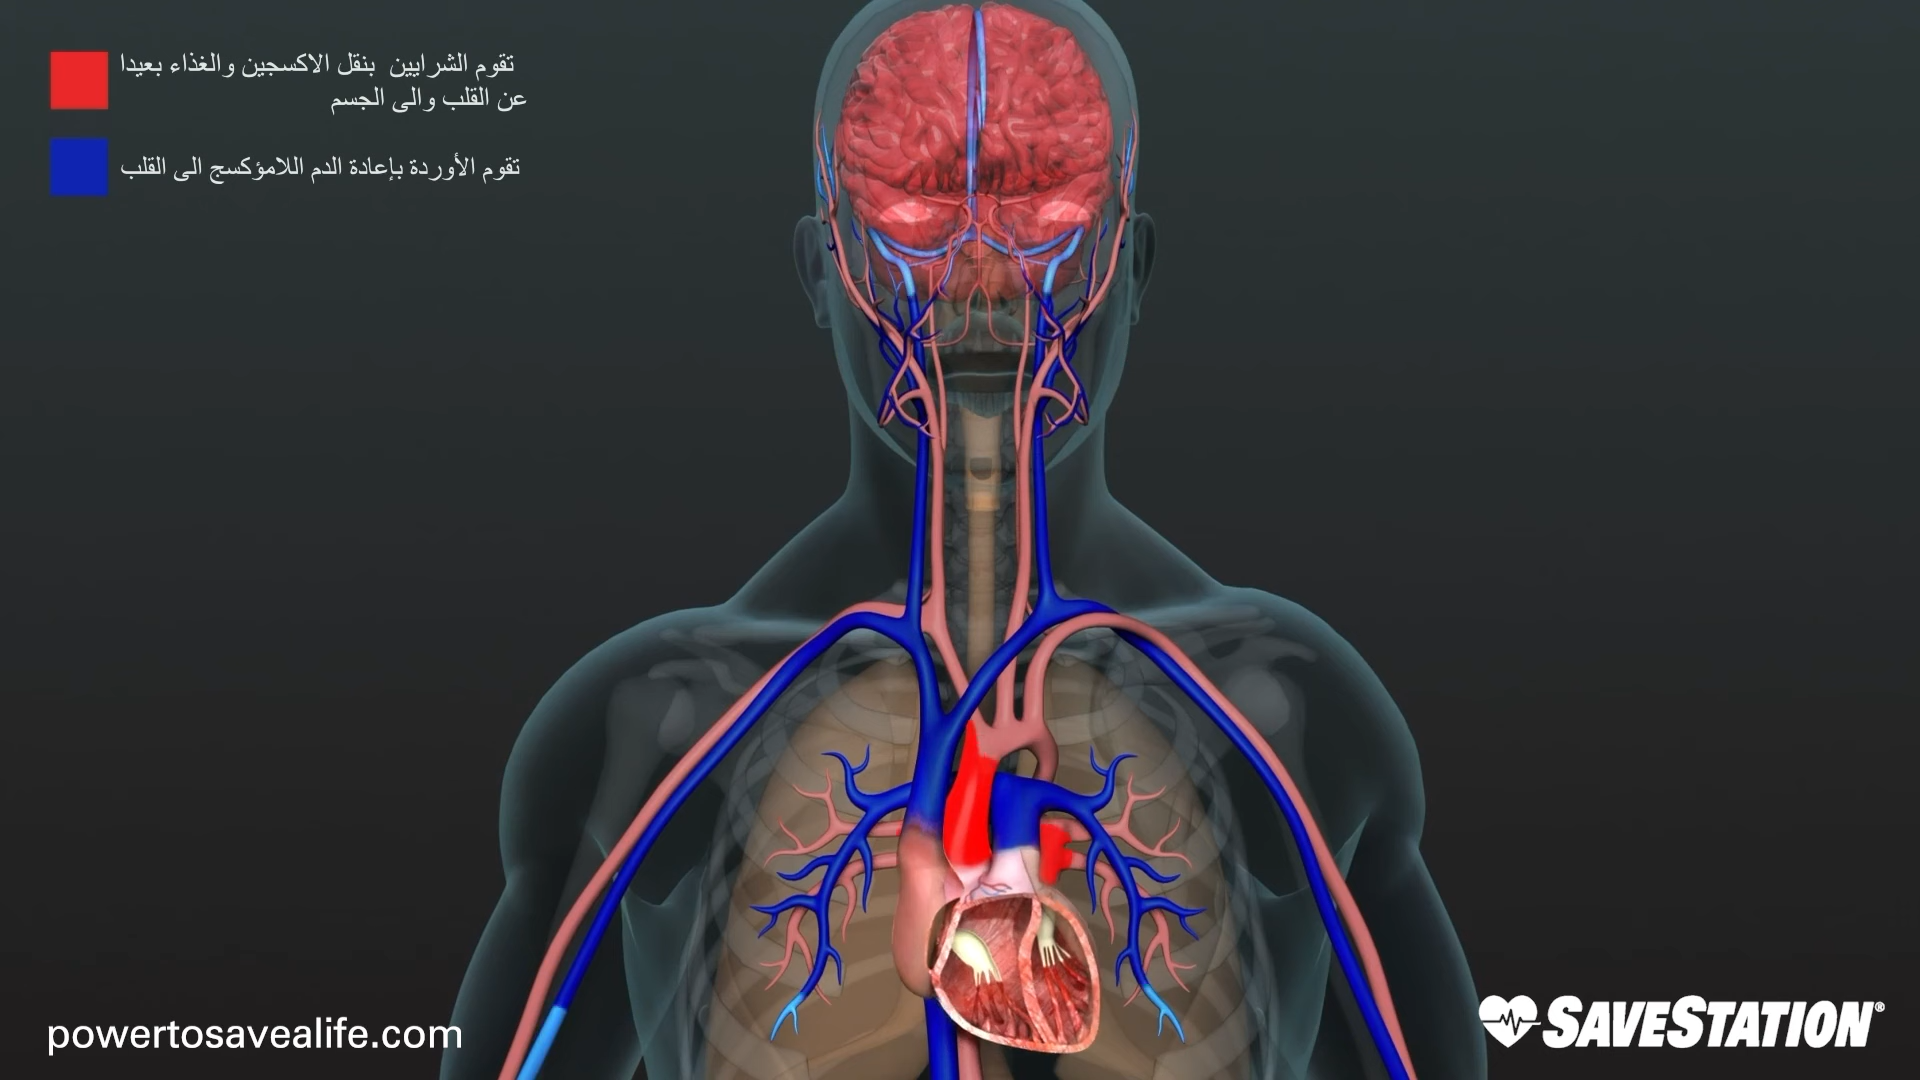 تقوم الشرايين بنقل الاكسجين والغذاء بعيدا
عن القلب والى الجسم
تقوم الأوردة بإعادة الدم اللامؤكسج الى القلب
powertosavealife.com
SAVESTATION®